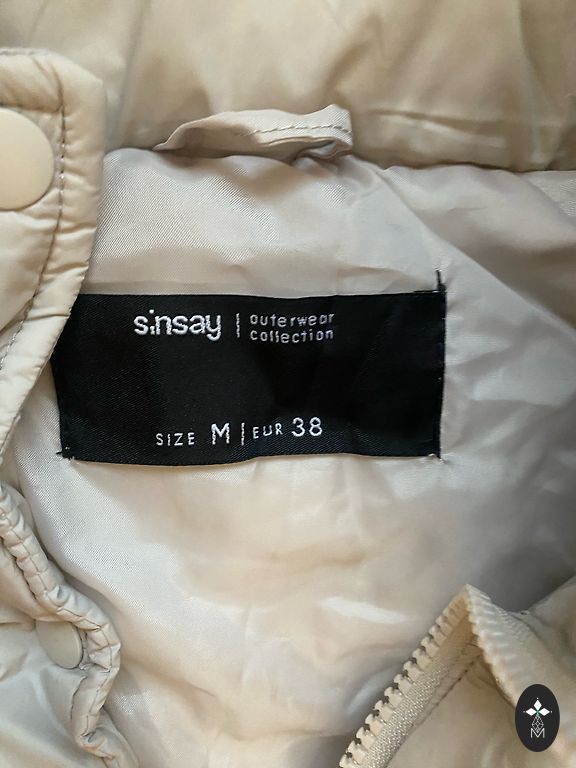 sinsay | outerwear
collection
SIZE M | EUR 38
M